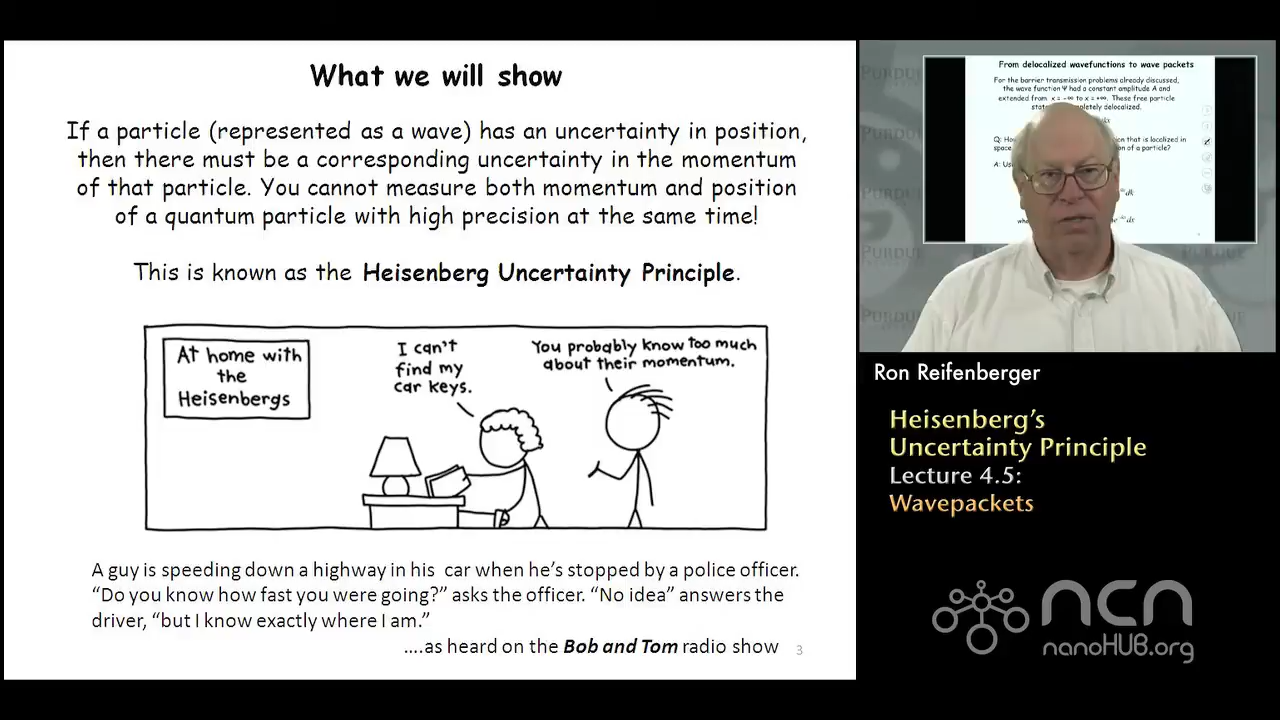 What we will show
If a particle (represented as a wave) has an uncertainty in position,
then there must be a corresponding uncertainty in the momentum
of that particle. You cannot measure both momentum and position
of a quantum particle with high precision at the same time!
This is known as the Heisenberg Uncertainty Principle.
At home with
the
Heisenbergs
I can't
find my
car keys.
You probably know too much
about their momentum.
A guy is speeding down a highway in his car when he's stopped by a police officer.
“Do you know how fast you were going?” asks the officer. “No idea” answers the
driver, “but I know exactly where I am.”
....as heard on the Bob and Tom radio show
3
From delocalized wavefunctions to wave packets
For the barrier transmission problems already discussed,
the wave function Ψ had a constant amplitude A and
extended from x = -∞ to x = +∞. These free particle
Ron Reifenberger
Heisenberg's
Uncertainty Principle
Lecture 4.5:
Wavepackets
ncn
nanoHUB.org